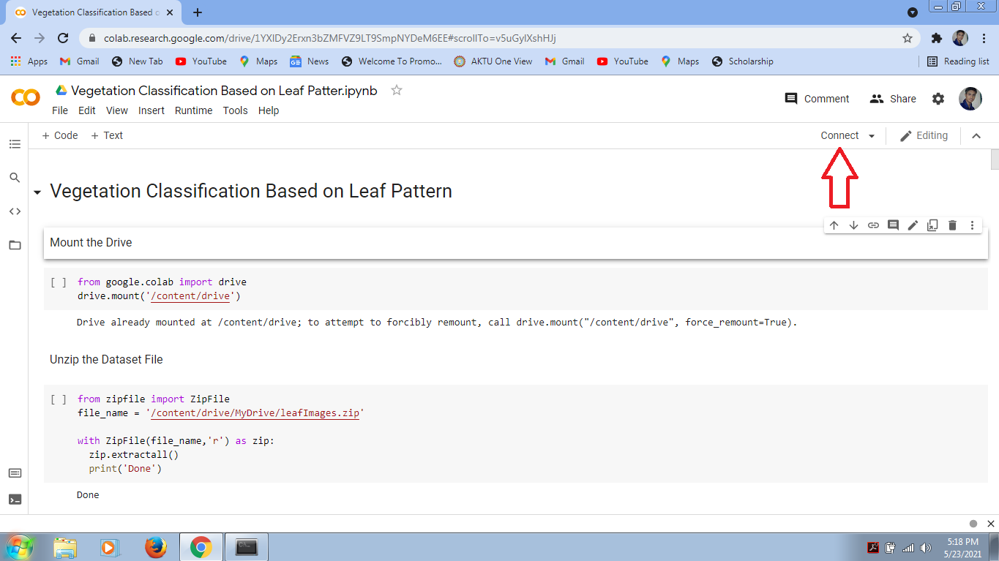 Vegetation Classification Based o
colab.research.google.com/drive/1YXlDy2Erxn3bZMFVZ9LT9SmpNYDeM6EE#scrollTo=v5uGylXshHJj
Apps Gmail New Tab YouTube Maps News Welcome To Promo... AKTU One View Gmail YouTube Maps Scholarship Reading list
Vegetation Classification Based on Leaf Patter.ipynb
Comment Share
File Edit View Insert Runtime Tools Help
+ Code + Text Connect Editing
Vegetation Classification Based on Leaf Pattern
Mount the Drive
[ ] from google.colab import drive
drive.mount('/content/drive')
Drive already mounted at /content/drive; to attempt to forcibly remount, call drive.mount("/content/drive", force_remount=True).
Unzip the Dataset File
[ ] from zipfile import ZipFile
file_name = '/content/drive/MyDrive/leafImages.zip'
with ZipFile(file_name,'r') as zip:
zip.extractall()
print('Done')
Done
5:18 PM
5/23/2021